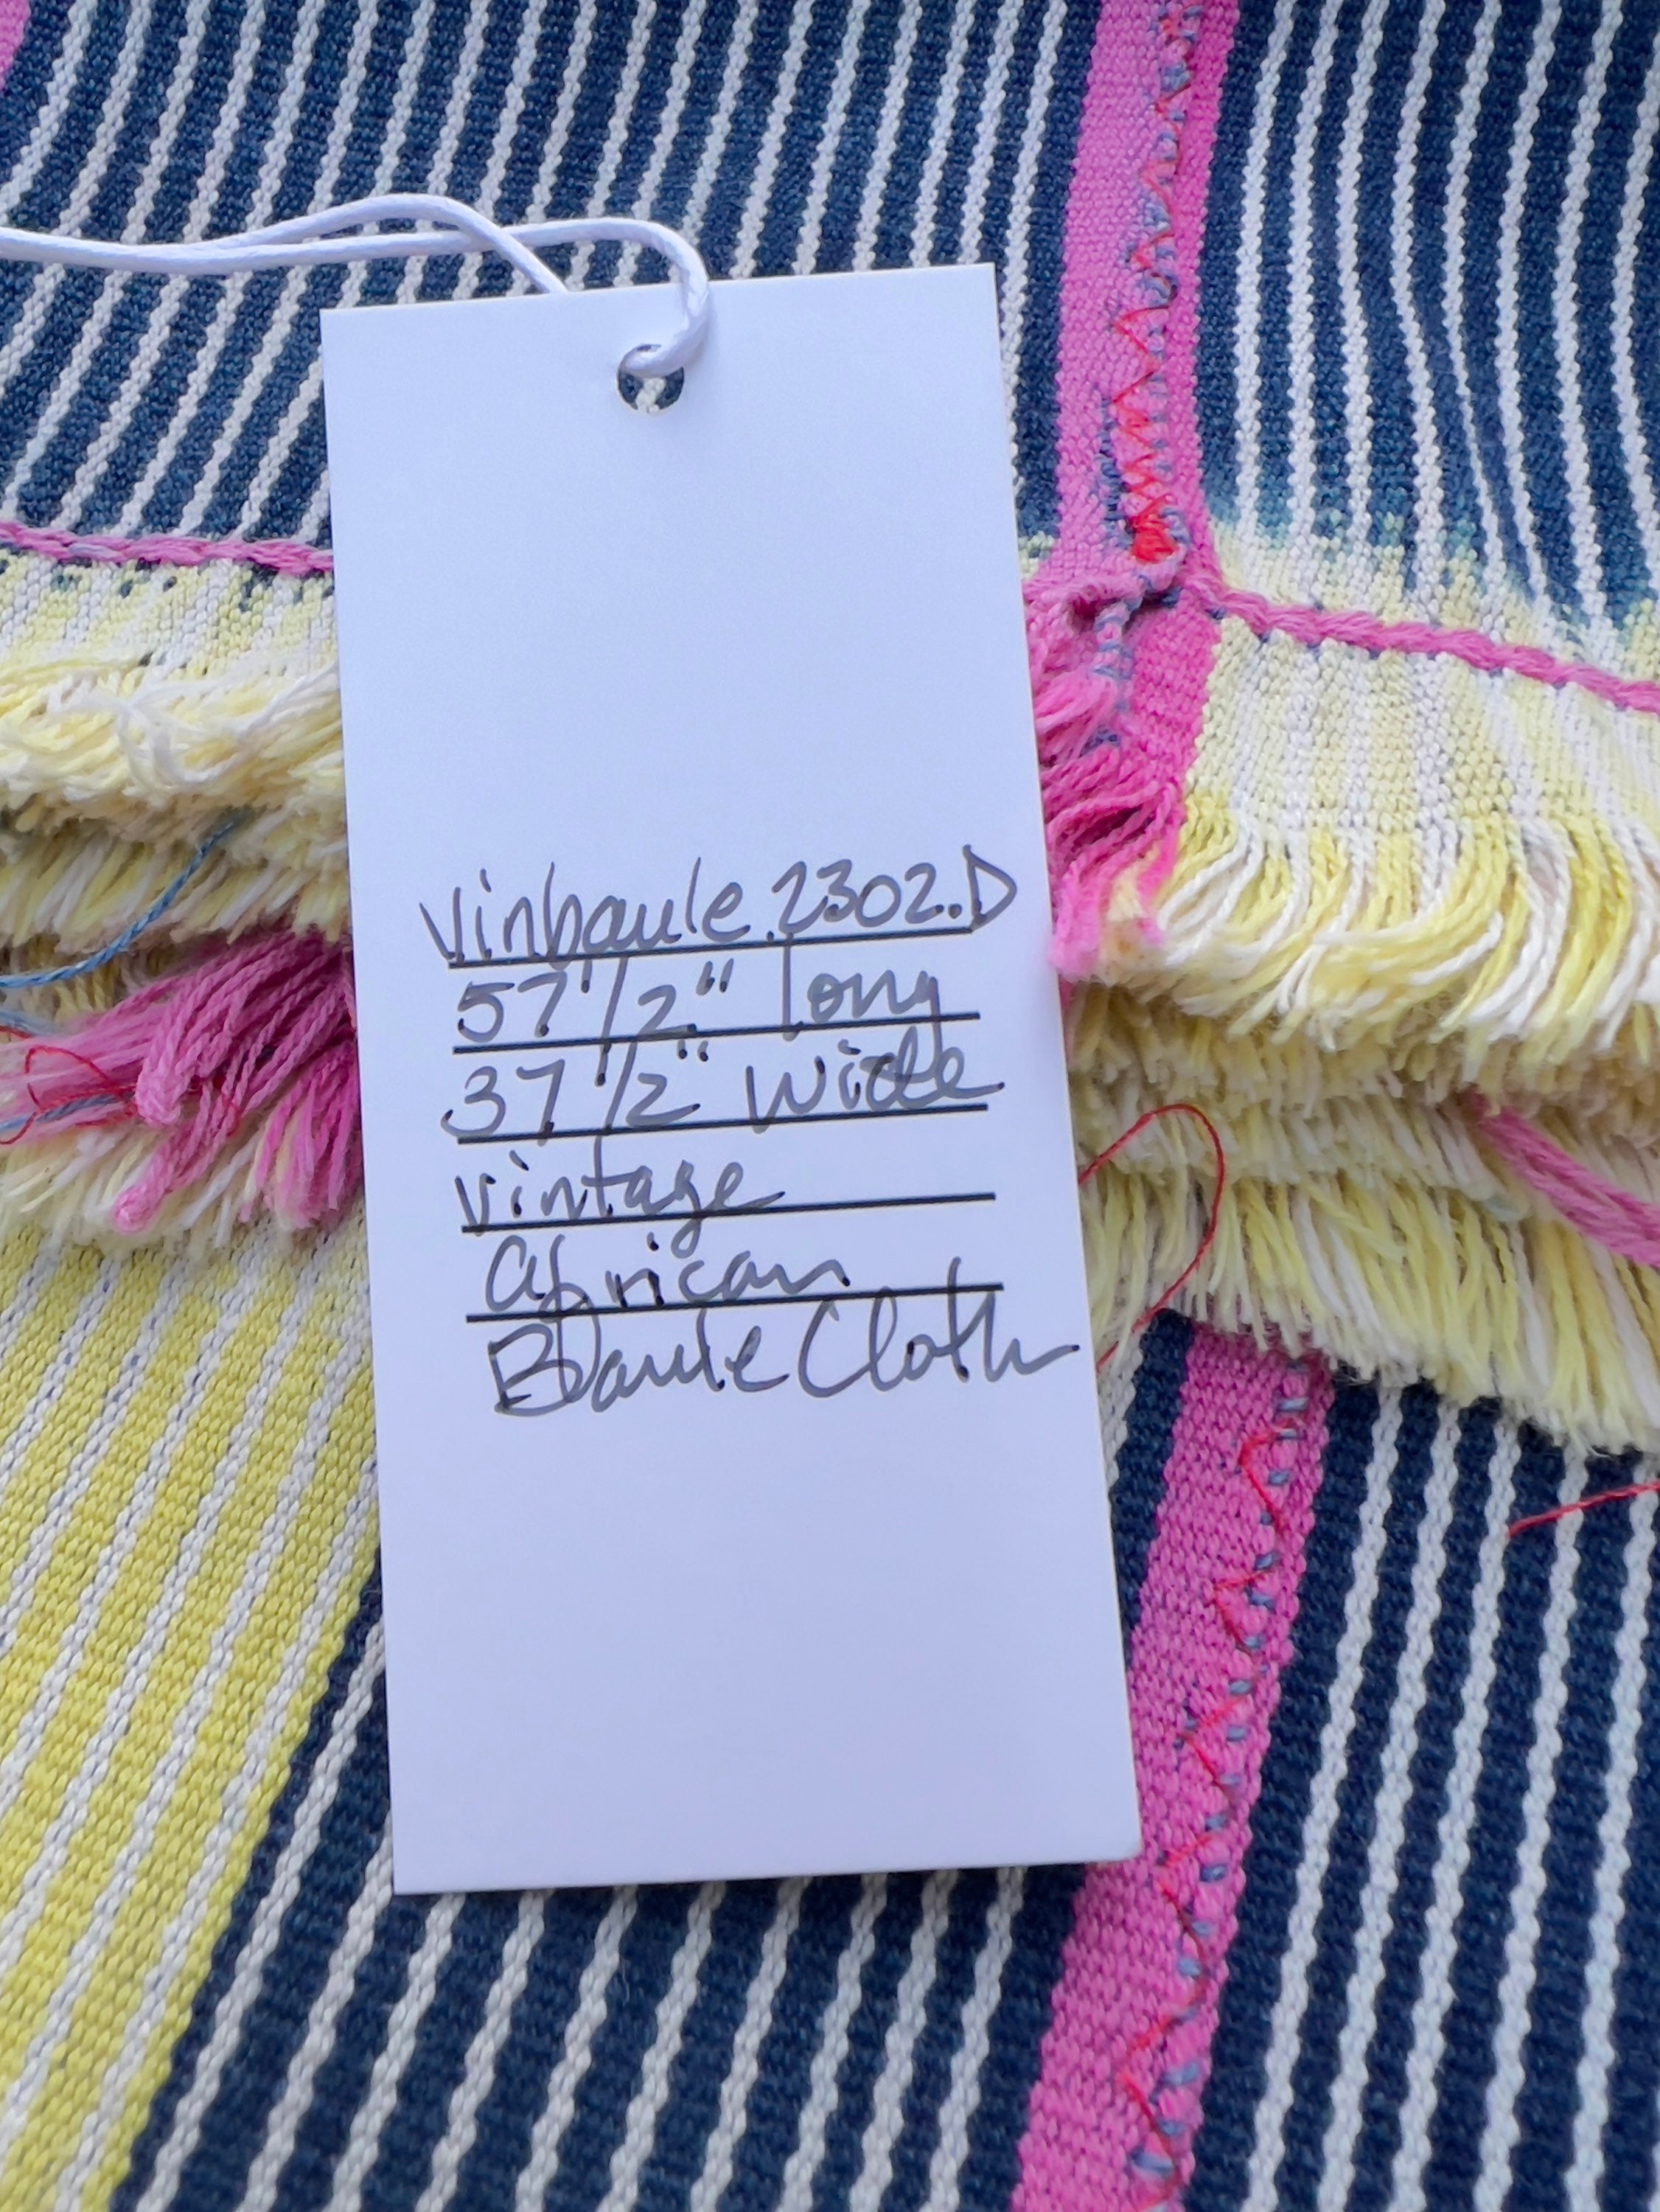 Vinbaule.2302.D
57 1/2" long
37 1/2" wide
vintage
african
Baule Cloth